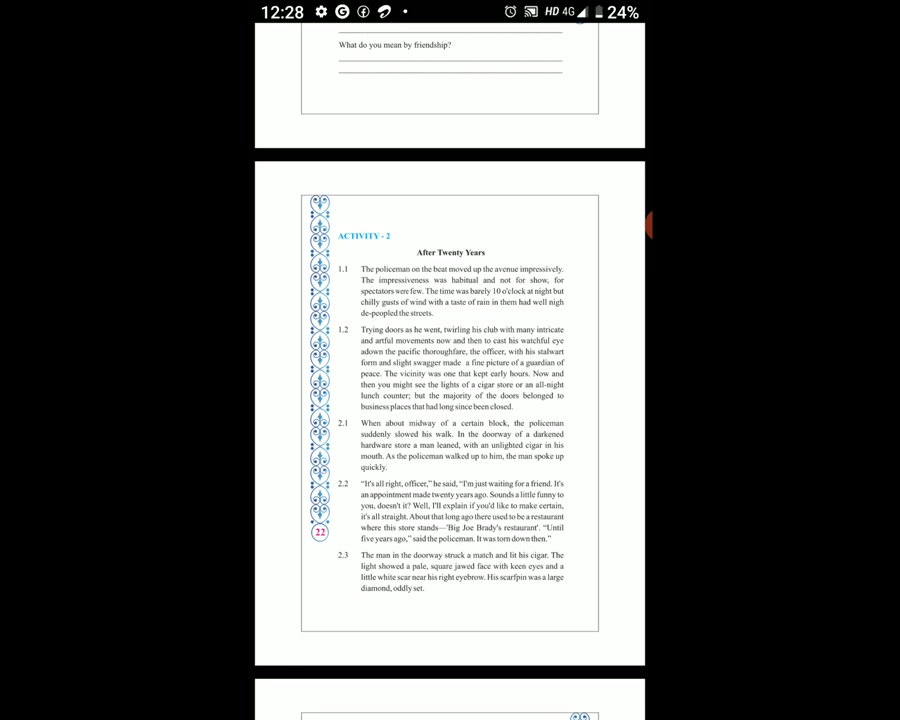 12:28
HD 4G 24%
What do you mean by friendship?
ACTIVITY - 2
After Twenty Years
1.1 The policeman on the beat moved up the avenue impressively.
The impressiveness was habitual and not for show, for
spectators were few. The time was barely 10 o'clock at night but
chilly gusts of wind with a taste of rain in them had well nigh
de-peopled the streets.
1.2 Trying doors as he went, twirling his club with many intricate
and artful movements now and then to cast his watchful eye
adown the pacific thoroughfare, the officer, with his stalwart
form and slight swagger made a fine picture of a guardian of
peace. The vicinity was one that kept early hours. Now and
then you might see the lights of a cigar store or an all-night
lunch counter; but the majority of the doors belonged to
business places that had long since been closed.
2.1 When about midway of a certain block, the policeman
suddenly slowed his walk. In the doorway of a darkened
hardware store a man leaned, with an unlighted cigar in his
mouth. As the policeman walked up to him, the man spoke up
quickly.
2.2 "It's all right, officer," he said, "I'm just waiting for a friend. It's
an appointment made twenty years ago. Sounds a little funny to
you, doesn't it? Well, I'll explain if you'd like to make certain,
it's all straight. About that long ago there used to be a restaurant
where this store stands—'Big Joe Brady's restaurant'. "Until
five years ago," said the policeman. It was torn down then."
22
2.3 The man in the doorway struck a match and lit his cigar. The
light showed a pale, square jawed face with keen eyes and a
little white scar near his right eyebrow. His scarfpin was a large
diamond, oddly set.